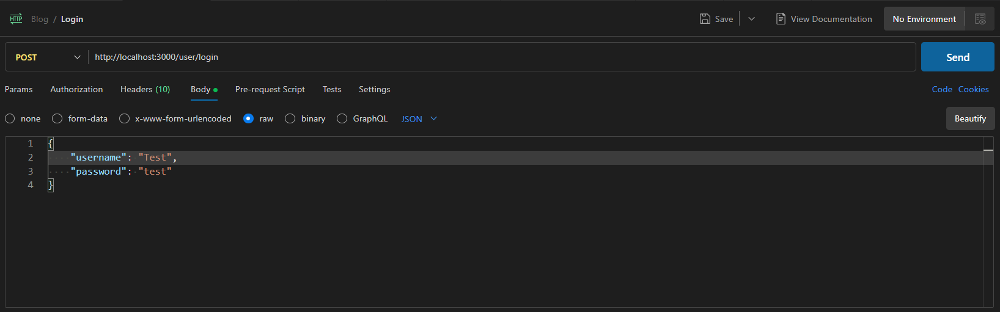 HTTP Blog / Login Save View Documentation No Environment
POST http://localhost:3000/user/login Send
Params Authorization Headers (10) Body Pre-request Script Tests Settings Code Cookies
none form-data x-www-form-urlencoded raw binary GraphQL JSON Beautify
1 {
2 "username": "Test",
3 "password": "test"
4 }